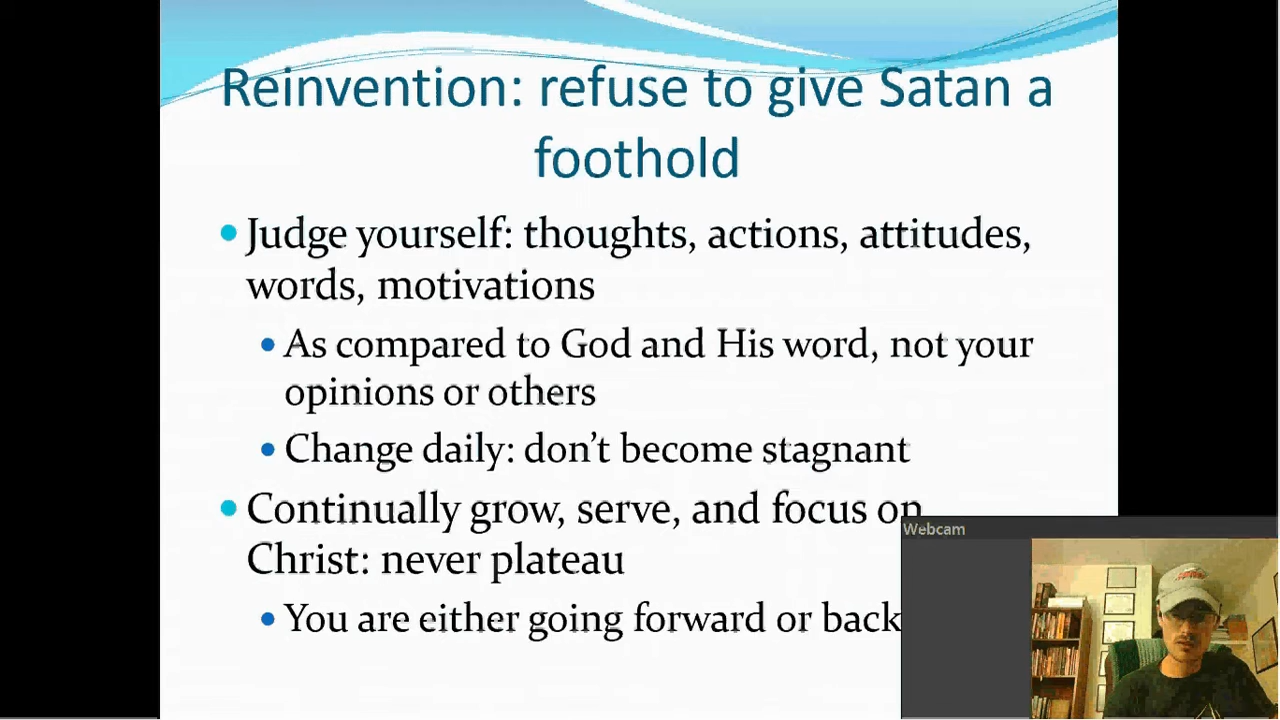 Reinvention: refuse to give Satan a
foothold
Judge yourself: thoughts, actions, attitudes,
words, motivations
As compared to God and His word, not your
opinions or others
Change daily: don’t become stagnant
Continually grow, serve, and focus on
Christ: never plateau
You are either going forward or back
Webcam